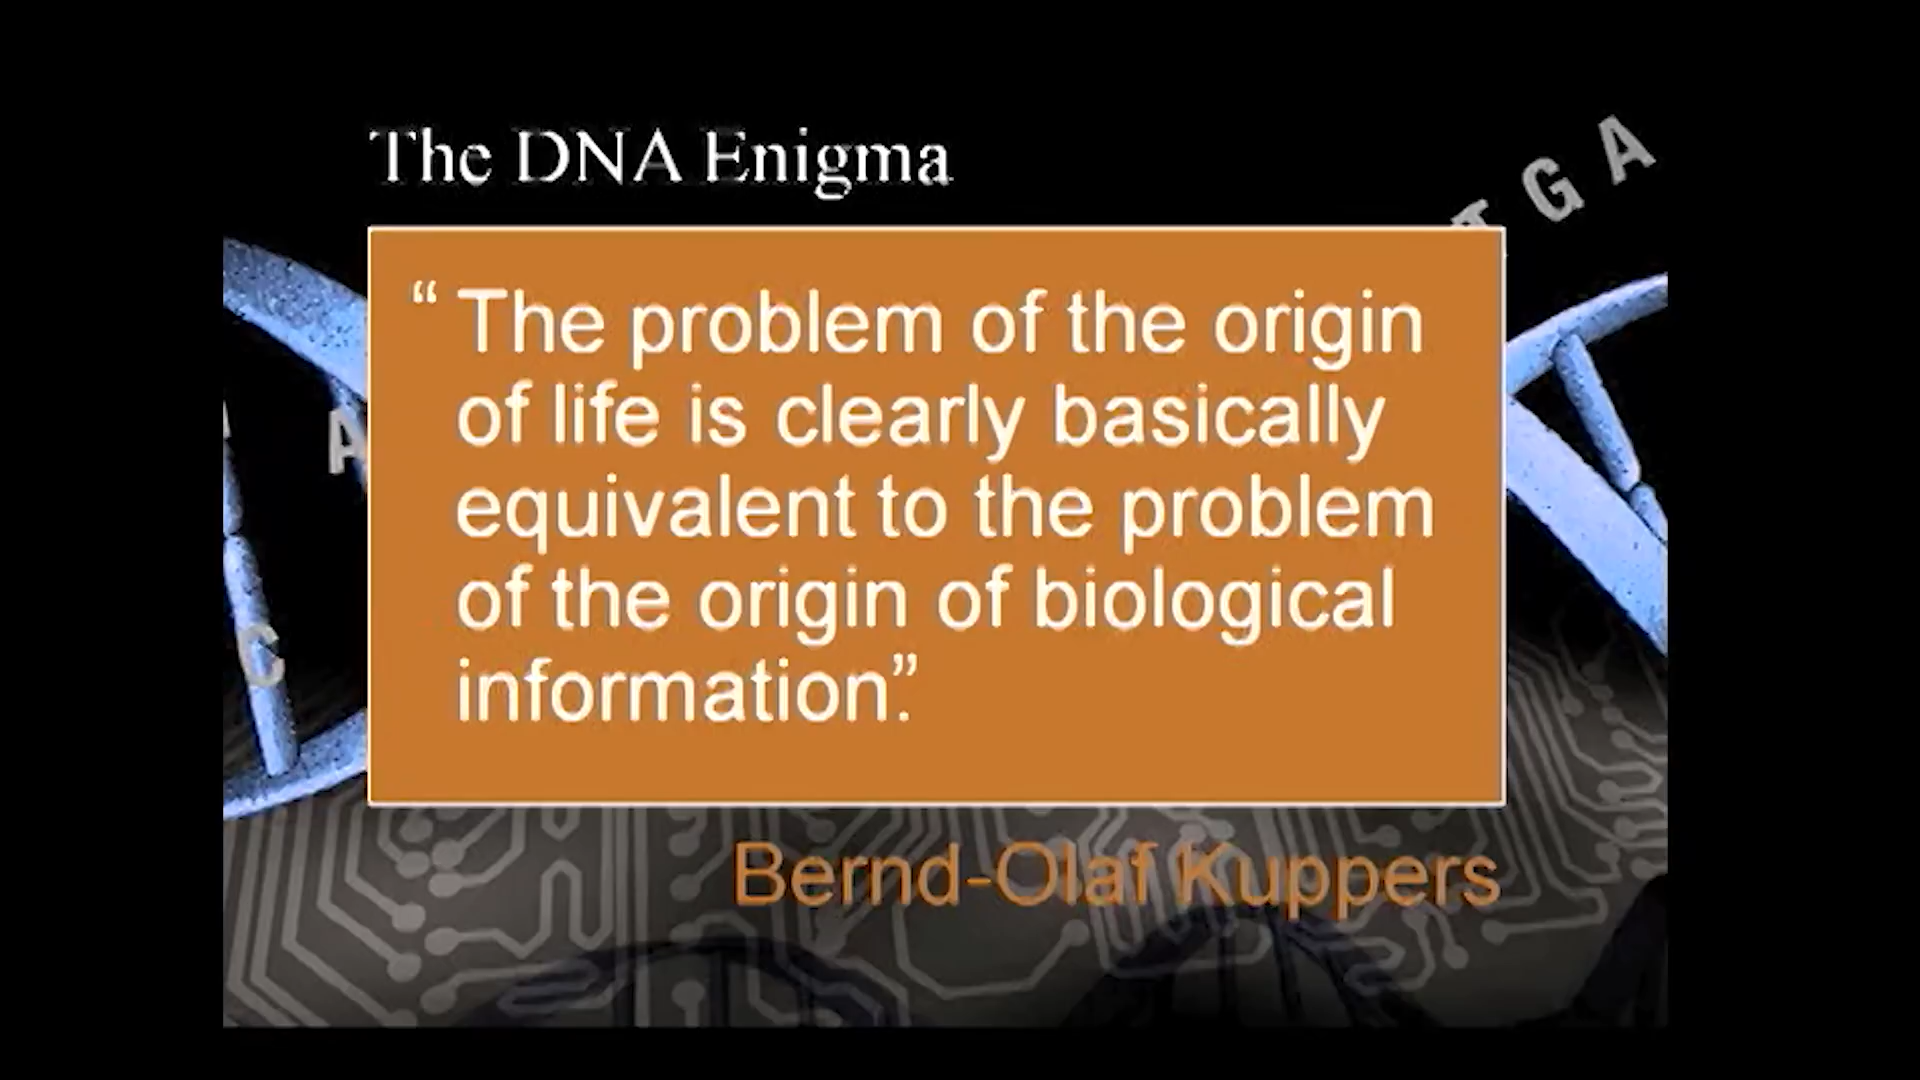 The DNA Enigma
T G A
“ The problem of the origin
of life is clearly basically
equivalent to the problem
of the origin of biological
information”.
A
C
Bernd-Olaf Kuppers